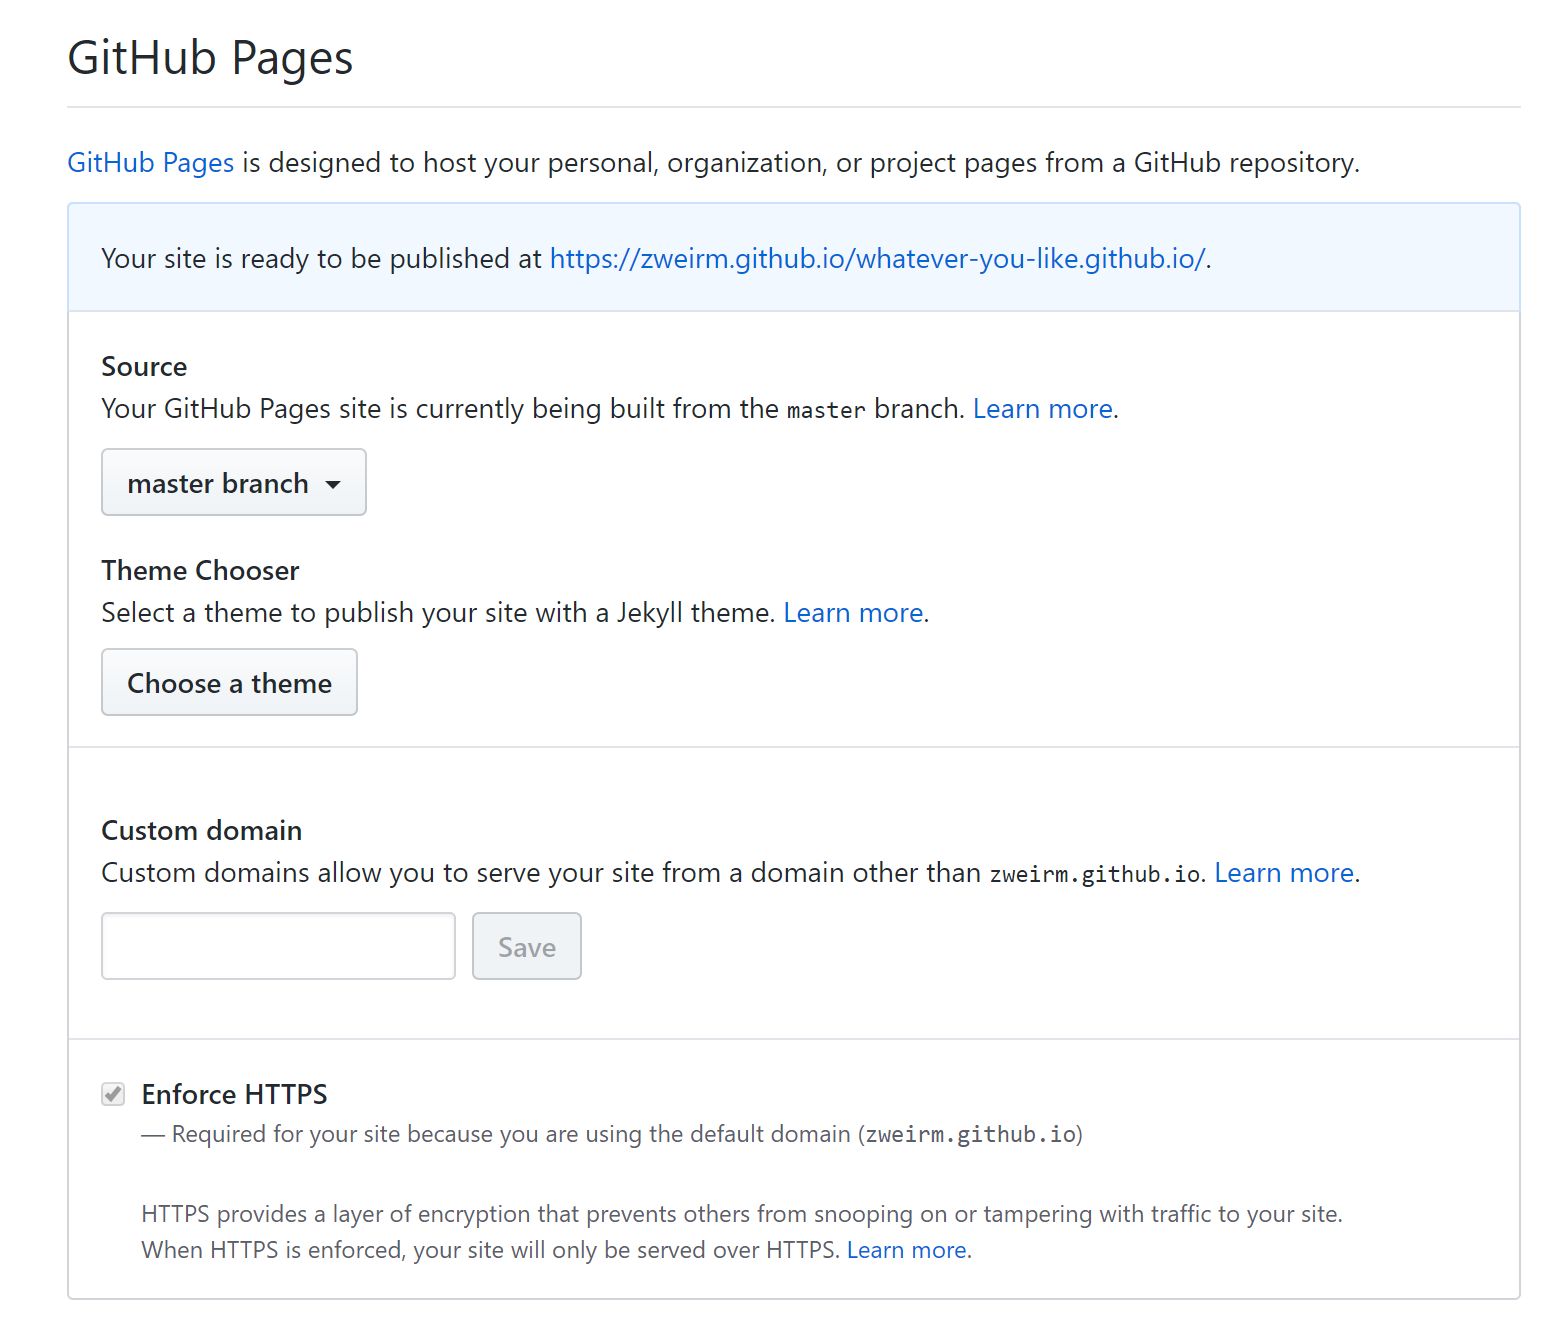 GitHub Pages
GitHub Pages is designed to host your personal, organization, or project pages from a GitHub repository.
Your site is ready to be published at https://zweirm.github.io/whatever-you-like.github.io/.
Source
Your GitHub Pages site is currently being built from the master branch. Learn more.
master branch
Theme Chooser
Select a theme to publish your site with a Jekyll theme. Learn more.
Choose a theme
Custom domain
Custom domains allow you to serve your site from a domain other than zweirm.github.io. Learn more.
Save
Enforce HTTPS
— Required for your site because you are using the default domain (zweirm.github.io)
HTTPS provides a layer of encryption that prevents others from snooping on or tampering with traffic to your site.
When HTTPS is enforced, your site will only be served over HTTPS. Learn more.